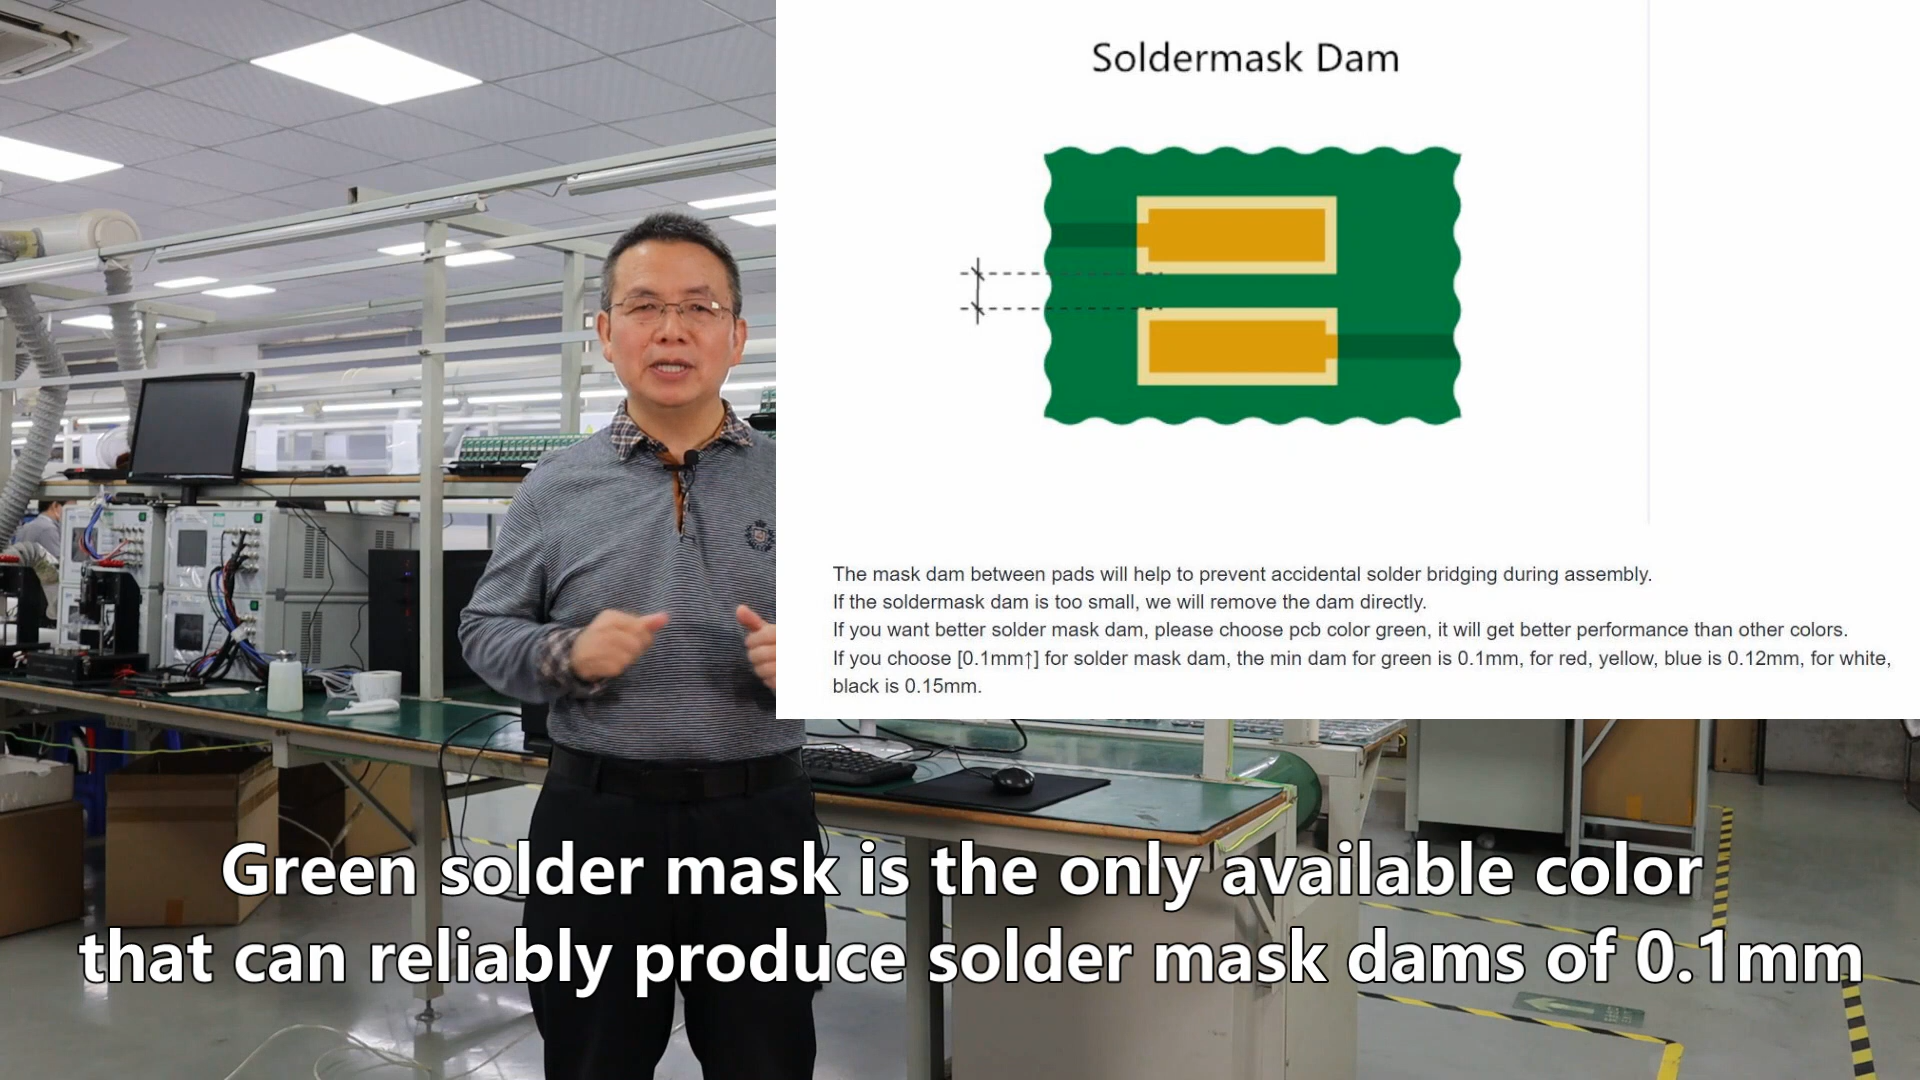 Soldermask Dam
The mask dam between pads will help to prevent accidental solder bridging during assembly.
If the soldermask dam is too small, we will remove the dam directly.
If you want better solder mask dam, please choose pcb color green, it will get better performance than other colors.
If you choose [0.1mm↑] for solder mask dam, the min dam for green is 0.1mm, for red, yellow, blue is 0.12mm, for white,
black is 0.15mm.
Green solder mask is the only available color
that can reliably produce solder mask dams of 0.1mm